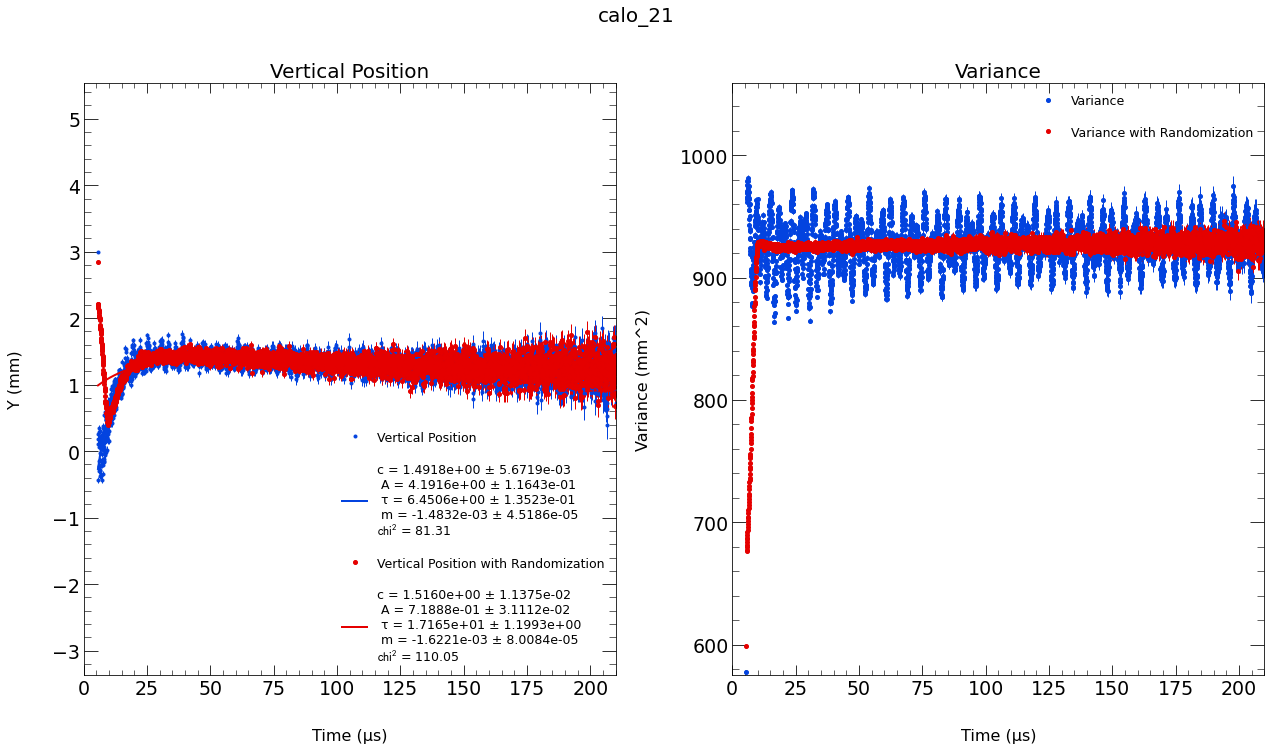 calo_21
Vertical Position
Y (mm)
5
4
3
2
1
0
−1
−2
−3
0 25 50 75 100 125 150 175 200
Time (μs)
Vertical Position
c = 1.4918e+00 ± 5.6719e-03
A = 4.1916e+00 ± 1.1643e-01
τ = 6.4506e+00 ± 1.3523e-01
m = -1.4832e-03 ± 4.5186e-05
chi² = 81.31
Vertical Position with Randomization
c = 1.5160e+00 ± 1.1375e-02
A = 7.1888e-01 ± 3.1112e-02
τ = 1.7165e+01 ± 1.1993e+00
m = -1.6221e-03 ± 8.0084e-05
chi² = 110.05
Variance
Variance (mm^2)
1000
900
800
700
600
0 25 50 75 100 125 150 175 200
Time (μs)
Variance
Variance with Randomization